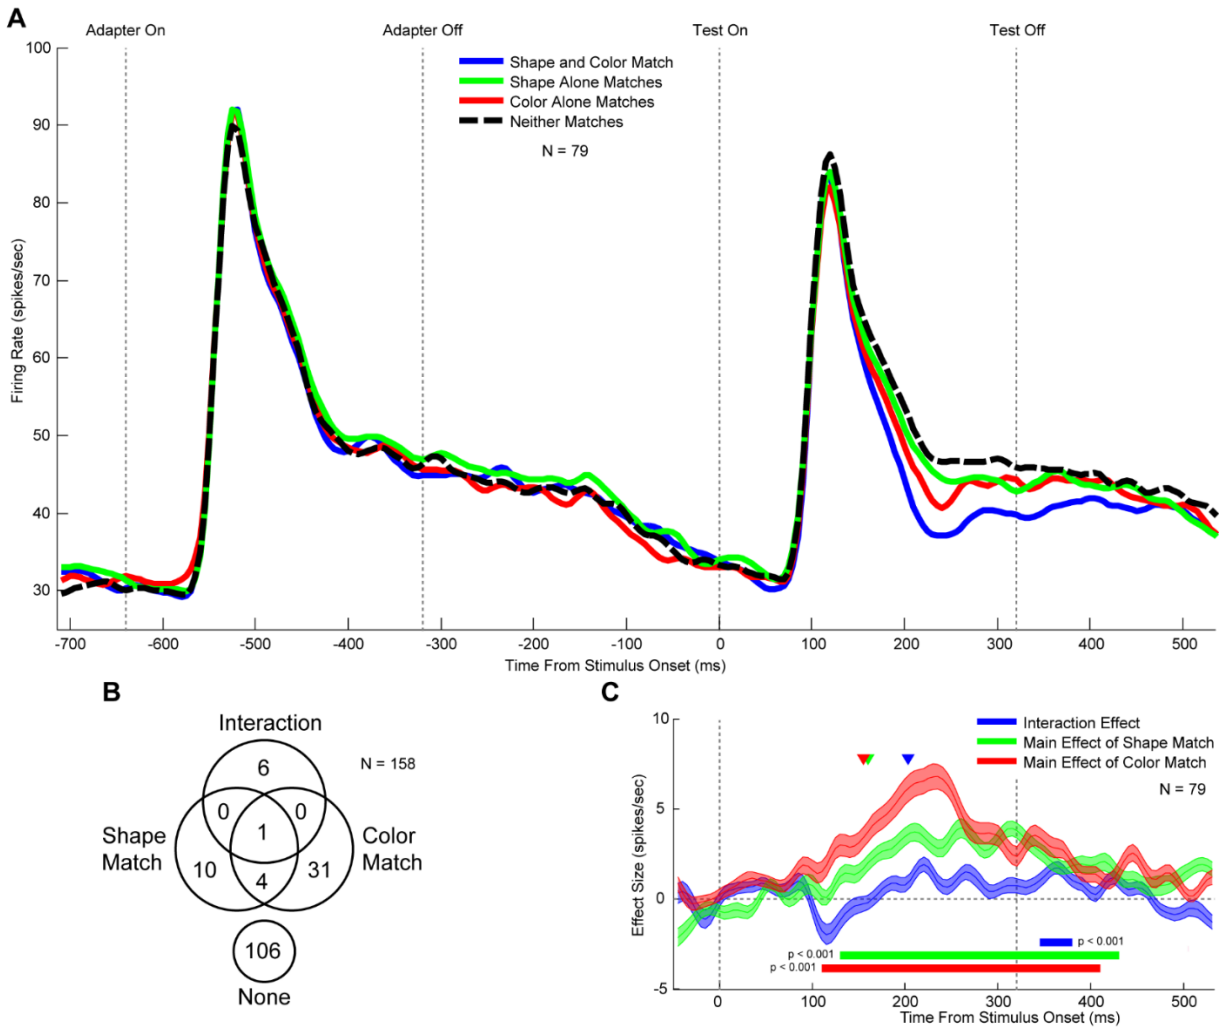 A
Adapter On
Adapter Off
Test On
Test Off
Shape and Color Match
Shape Alone Matches
Color Alone Matches
Neither Matches
N = 79
100
90
80
70
60
50
40
30
Firing Rate (spikes/sec)
-700 -600 -500 -400 -300 -200 -100 0 100 200 300 400 500
Time From Stimulus Onset (ms)
B
Interaction
6
N = 158
0 0
1
Shape
Match
Color
Match
10
4
31
106
None
C
Interaction Effect
Main Effect of Shape Match
Main Effect of Color Match
N = 79
10
5
0
-5
Effect Size (spikes/sec)
p < 0.001
p < 0.001
p < 0.001
0 100 200 300 400 500
Time From Stimulus Onset (ms)